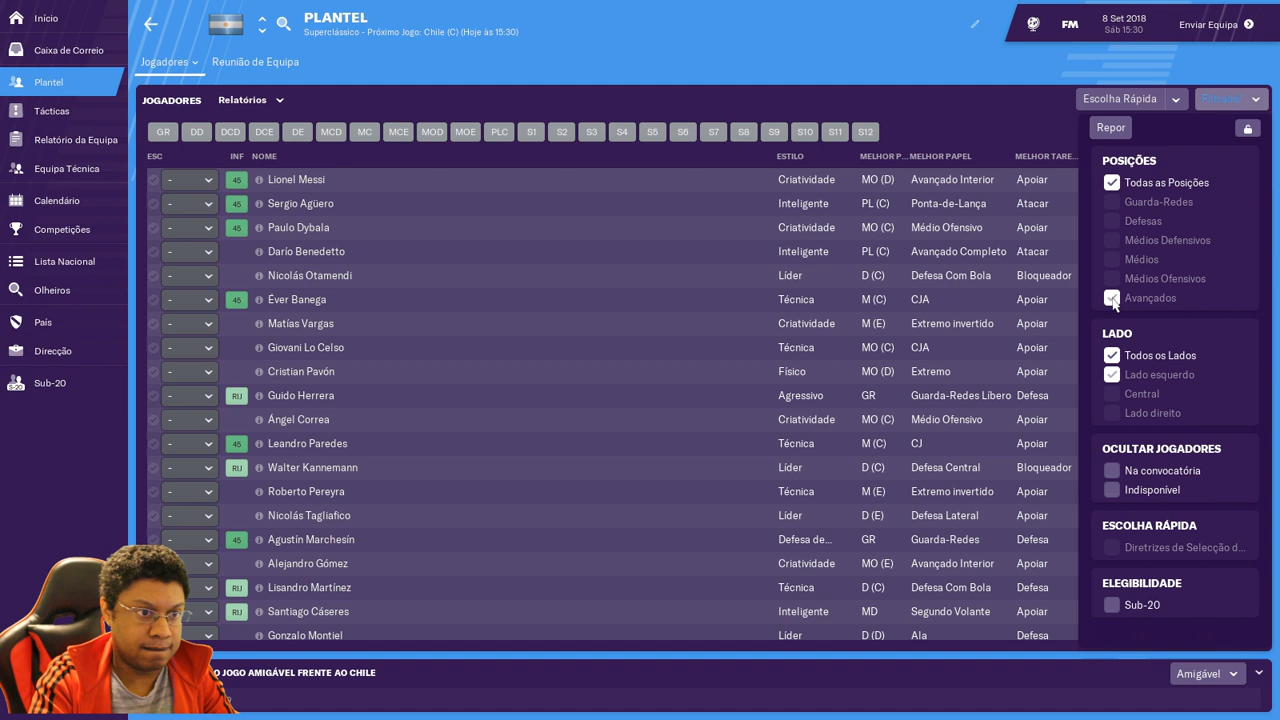 Início
Caixa de Correio
Plantel
Tácticas
Relatório da Equipa
Equipa Técnica
Calendário
Competições
Lista Nacional
Olheiros
País
Direcção
Sub-20
PLANTEL
Superclássico - Próximo Jogo: Chile (C) (Hoje às 15:30)
FM
8 Set 2018
Sáb 15:30
Enviar Equipa
Jogadores
Reunião de Equipa
JOGADORES Relatórios
Escolha Rápida
GR DD DCD DCE DE MCD MC MCE MOD MOE PLC S1 S2 S3 S4 S5 S6 S7 S8 S9 S10 S11 S12
ESC INF NOME ESTILO MELHOR P... MELHOR PAPEL MELHOR TARE...
- 45 Lionel Messi Criatividade MO (D) Avançado Interior Apoiar
- 45 Sergio Agüero Inteligente PL (C) Ponta-de-Lança Atacar
- 45 Paulo Dybala Criatividade MO (C) Médio Ofensivo Apoiar
- Darío Benedetto Inteligente PL (C) Avançado Completo Atacar
- Nicolás Otamendi Líder D (C) Defesa Com Bola Bloqueador
- 45 Éver Banega Técnica M (C) CJA Apoiar
- Matías Vargas Criatividade M (E) Extremo invertido Apoiar
- Giovani Lo Celso Técnica MO (C) CJA Apoiar
- Cristian Pavón Físico MO (D) Extremo Apoiar
- RIJ Guido Herrera Agressivo GR Guarda-Redes Líbero Defesa
- Ángel Correa Criatividade MO (C) Médio Ofensivo Apoiar
- 45 Leandro Paredes Técnica M (C) CJ Apoiar
- RIJ Walter Kannemann Líder D (C) Defesa Central Bloqueador
- Roberto Pereyra Técnica M (E) Extremo invertido Apoiar
- Nicolás Tagliafico Líder D (E) Defesa Lateral Apoiar
- 45 Agustín Marchesín Defesa de... GR Guarda-Redes Defesa
Alejandro Gómez Criatividade MO (E) Avançado Interior Apoiar
RIJ Lisandro Martínez Técnica D (C) Defesa Com Bola Defesa
RIJ Santiago Cáseres Inteligente MD Segundo Volante Apoiar
Gonzalo Montiel Líder D (D) Ala Defesa
Repor
POSIÇÕES
Todas as Posições
Guarda-Redes
Defesas
Médios Defensivos
Médios
Médios Ofensivos
Avançados
LADO
Todos os Lados
Lado esquerdo
Central
Lado direito
OCULTAR JOGADORES
Na convocatória
Indisponível
ESCOLHA RÁPIDA
Diretrizes de Selecção d...
ELEGIBILIDADE
Sub-20
O JOGO AMIGÁVEL FRENTE AO CHILE
Amigável